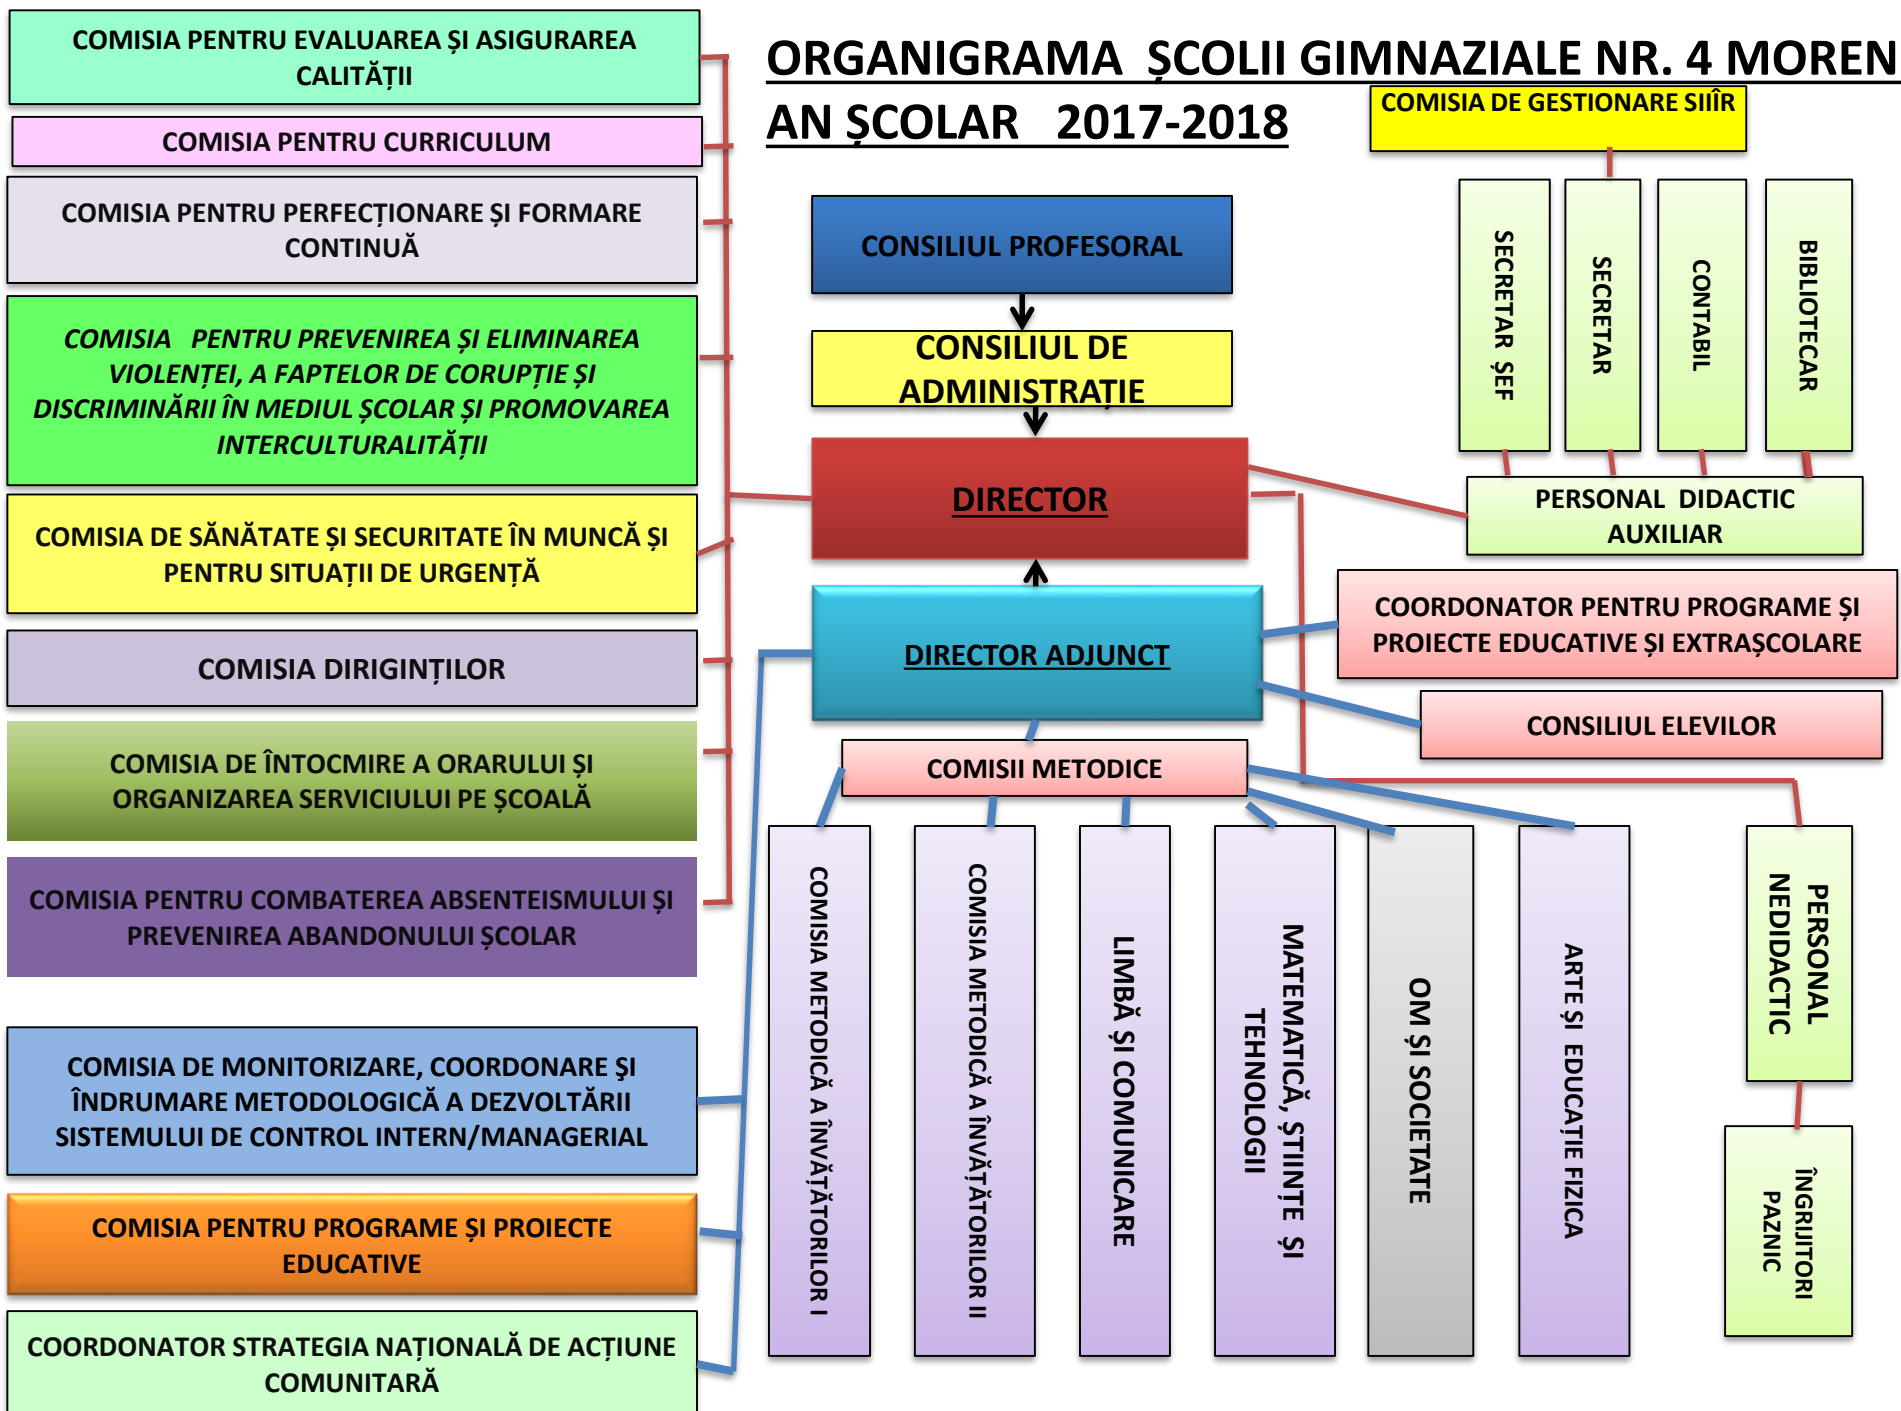 ORGANIGRAMA ȘCOLII GIMNAZIALE NR. 4 MOREN
AN ȘCOLAR 2017-2018
COMISIA PENTRU EVALUAREA ȘI ASIGURAREA
CALITĂȚII
COMISIA PENTRU CURRICULUM
COMISIA PENTRU PERFECȚIONARE ȘI FORMARE
CONTINUĂ
COMISIA PENTRU PREVENIREA ȘI ELIMINAREA
VIOLENȚEI, A FAPTELOR DE CORUPȚIE ȘI
DISCRIMINĂRII ÎN MEDIUL ȘCOLAR ȘI PROMOVAREA
INTERCULTURALITĂȚII
COMISIA DE SĂNĂTATE ȘI SECURITATE ÎN MUNCĂ ȘI
PENTRU SITUAȚII DE URGENȚĂ
COMISIA DIRIGINȚILOR
COMISIA DE ÎNTOCMIRE A ORARULUI ȘI
ORGANIZAREA SERVICIULUI PE ȘCOALĂ
COMISIA PENTRU COMBATEREA ABSENTEISMULUI ȘI
PREVENIREA ABANDONULUI ȘCOLAR
COMISIA DE MONITORIZARE, COORDONARE ŞI
ÎNDRUMARE METODOLOGICĂ A DEZVOLTĂRII
SISTEMULUI DE CONTROL INTERN/MANAGERIAL
COMISIA PENTRU PROGRAME ȘI PROIECTE
EDUCATIVE
COORDONATOR STRATEGIA NAȚIONALĂ DE ACȚIUNE
COMUNITARĂ
CONSILIUL PROFESORAL
CONSILIUL DE
ADMINISTRAȚIE
DIRECTOR
DIRECTOR ADJUNCT
COMISII METODICE
COMISIA METODICĂ A ÎNVĂȚĂTORILOR I
COMISIA METODICĂ A ÎNVĂȚĂTORILOR II
LIMBĂ ȘI COMUNICARE
MATEMATICĂ, ȘTIINȚE ȘI
TEHNOLOGII
OM ȘI SOCIETATE
ARTE ȘI EDUCAȚIE FIZICA
COMISIA DE GESTIONARE SIIÎR
SECRETAR ȘEF
SECRETAR
CONTABIL
BIBLIOTECAR
PERSONAL DIDACTIC
AUXILIAR
COORDONATOR PENTRU PROGRAME ȘI
PROIECTE EDUCATIVE ȘI EXTRAȘCOLARE
CONSILIUL ELEVILOR
PERSONAL
NEDIDACTIC
ÎNGRIJITORI
PAZNIC